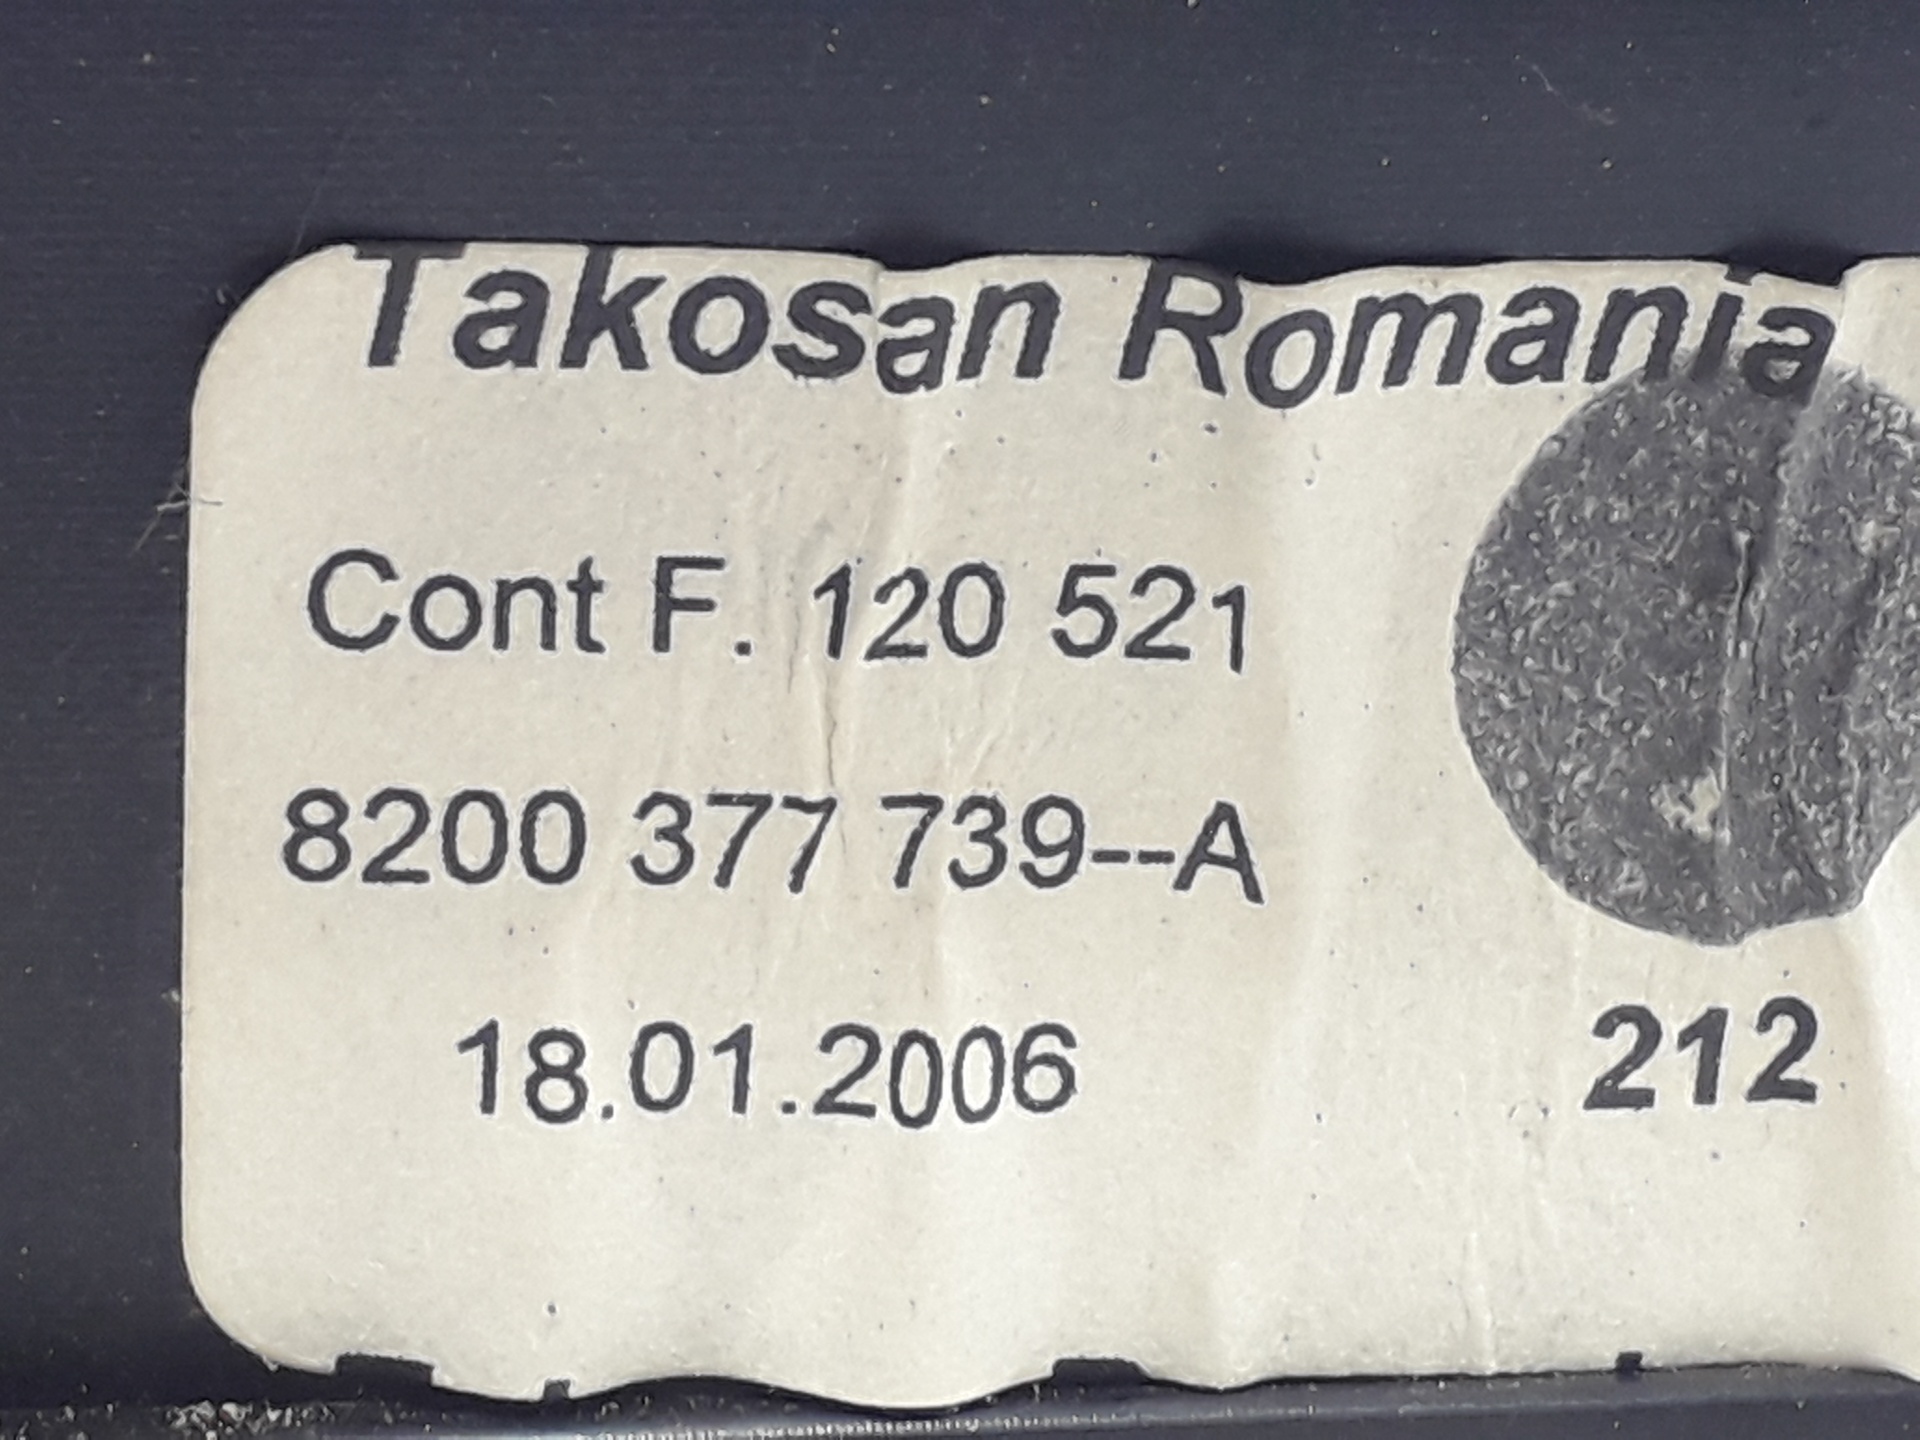 Takosan Romania
Cont F. 120 521
8200 377 739--A
18.01.2006 212